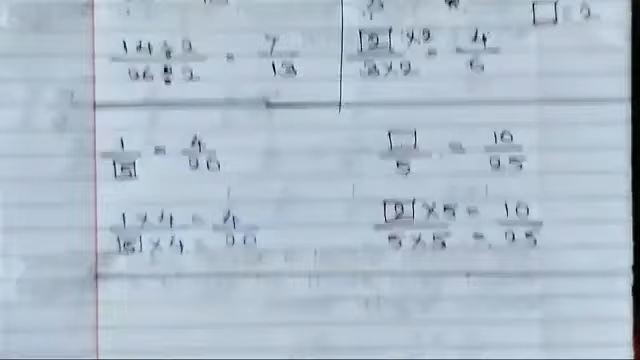 □ = 2
14 ÷ 2 / 26 ÷ 2 = 7 / 13
[2] × 2 / 3 × 2 = 4 / 6
1 / [5] = 4 / 20
□ / 5 = 10 / 25
1 × 4 / [5] × 4 = 4 / 20
[2] × 5 / 5 × 5 = 10 / 25